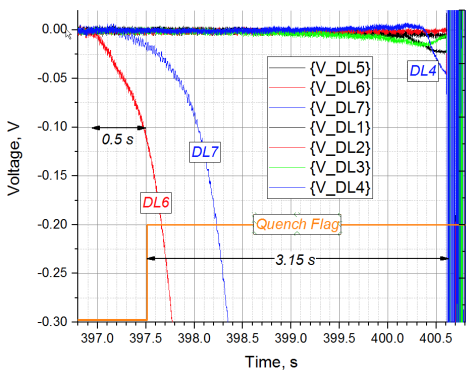 0.00
-0.05
-0.10
-0.15
-0.20
-0.25
-0.30
Voltage, V
{V_DL5}
{V_DL6}
{V_DL7}
{V_DL1}
{V_DL2}
{V_DL3}
{V_DL4}
DL4
0.5 s
DL7
DL6
Quench Flag
3.15 s
397.0 397.5 398.0 398.5 399.0 399.5 400.0 400.5
Time, s